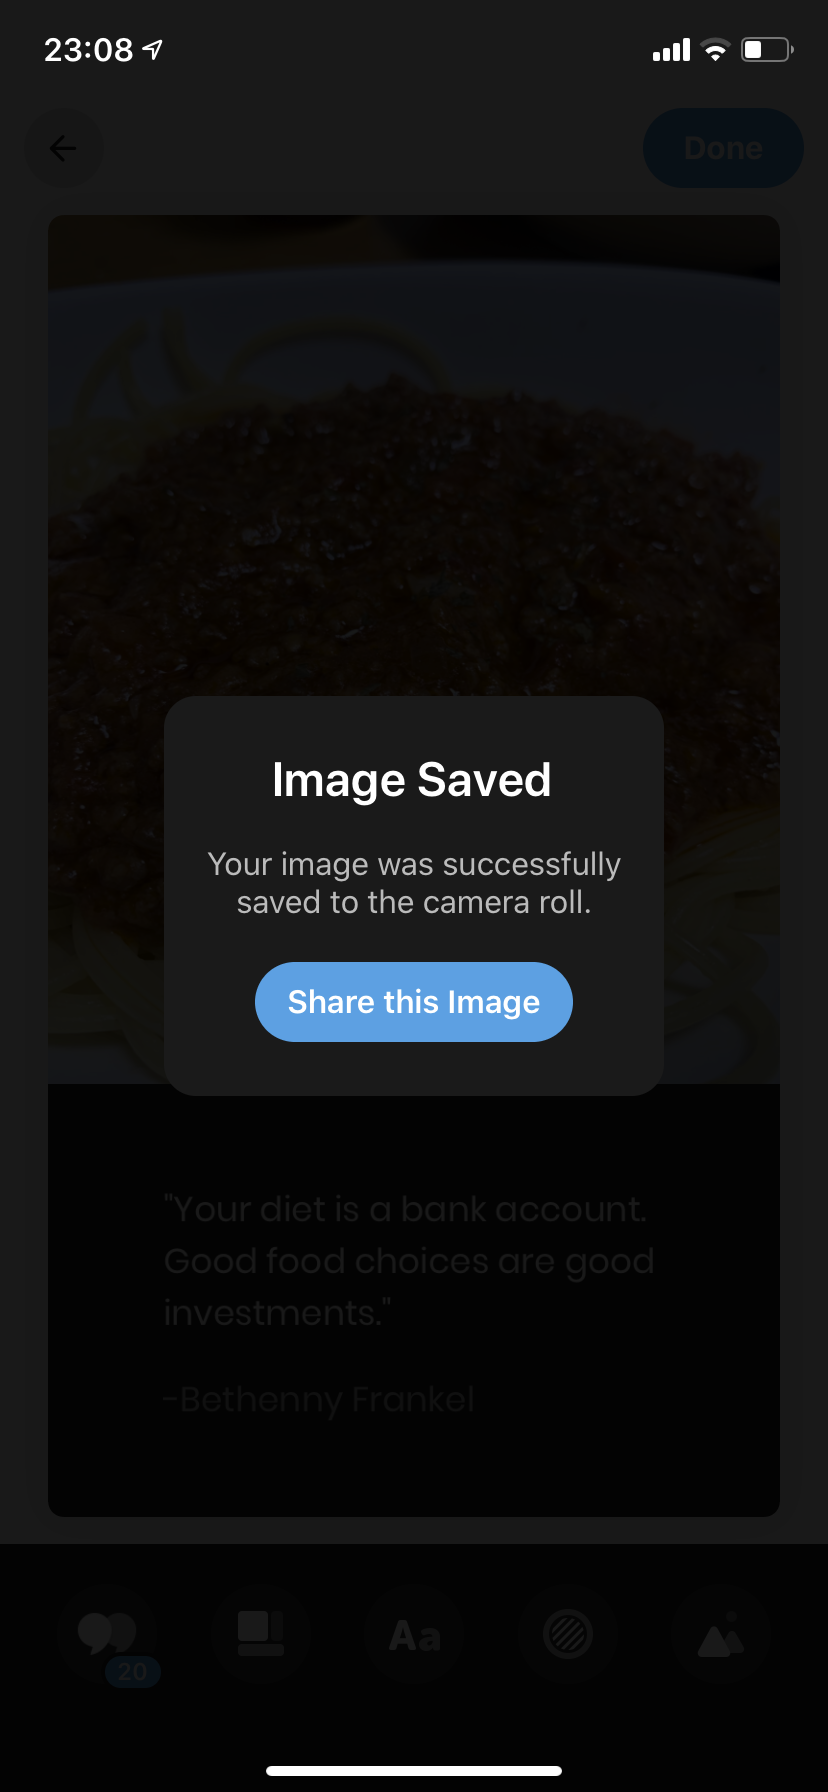 23:08
Done
Image Saved
Your image was successfully
saved to the camera roll.
Share this Image
"Your diet is a bank account.
Good food choices are good
investments."
-Bethenny Frankel
Aa
20